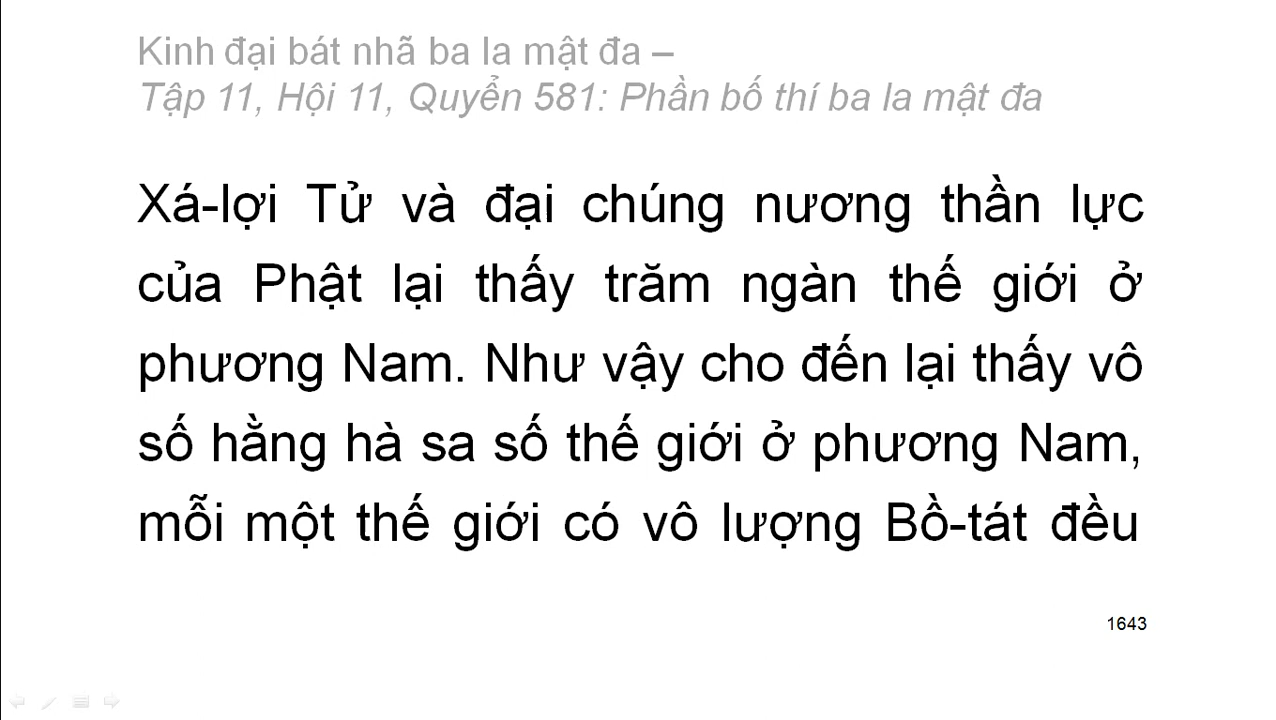 Kinh đại bát nhã ba la mật đa –
Tập 11, Hội 11, Quyển 581: Phần bố thí ba la mật đa
Xá-lợi Tử và đại chúng nương thần lực
của Phật lại thấy trăm ngàn thế giới ở
phương Nam. Như vậy cho đến lại thấy vô
số hằng hà sa số thế giới ở phương Nam,
mỗi một thế giới có vô lượng Bồ-tát đều
1643